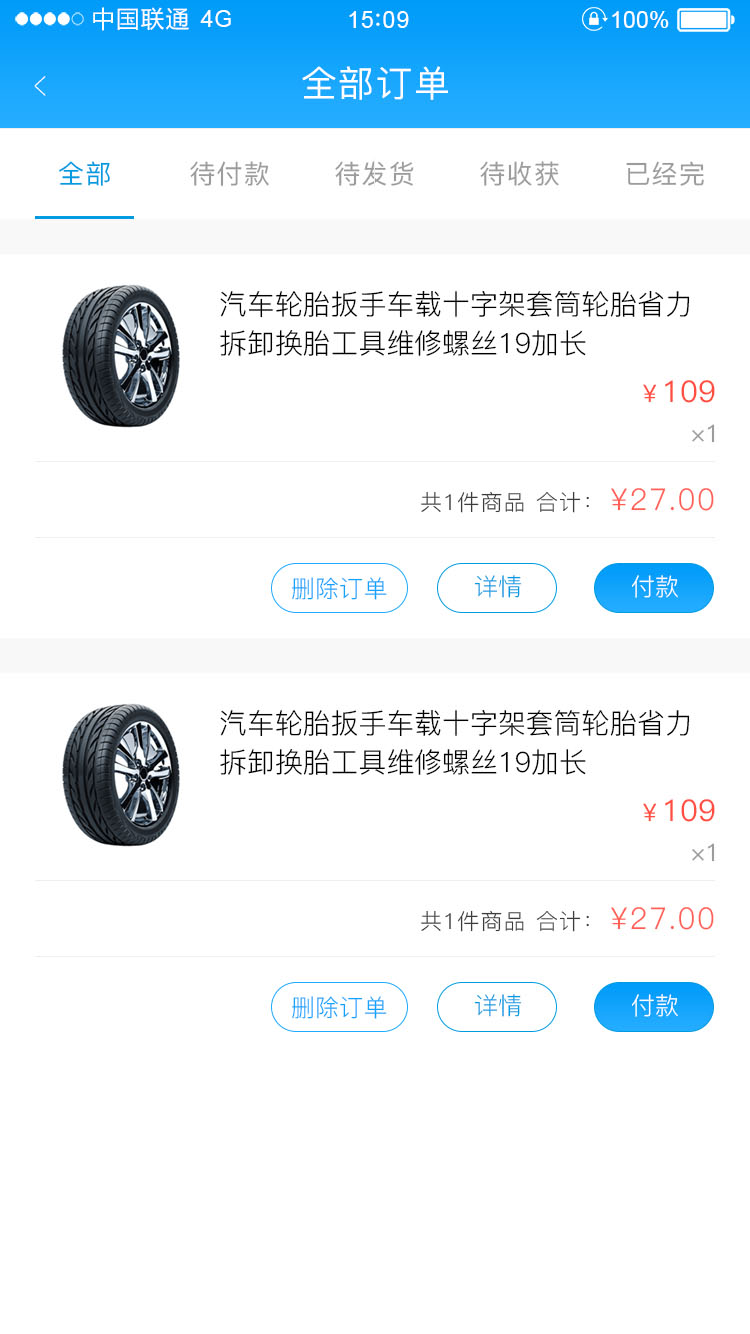 中国联通 4G 15:09 100%
全部订单
全部 待付款 待发货 待收获 已经完
汽车轮胎扳手车载十字架套筒轮胎省力
拆卸换胎工具维修螺丝19加长
¥109
×1
共1件商品 合计: ¥27.00
删除订单 详情 付款
汽车轮胎扳手车载十字架套筒轮胎省力
拆卸换胎工具维修螺丝19加长
¥109
×1
共1件商品 合计: ¥27.00
删除订单 详情 付款